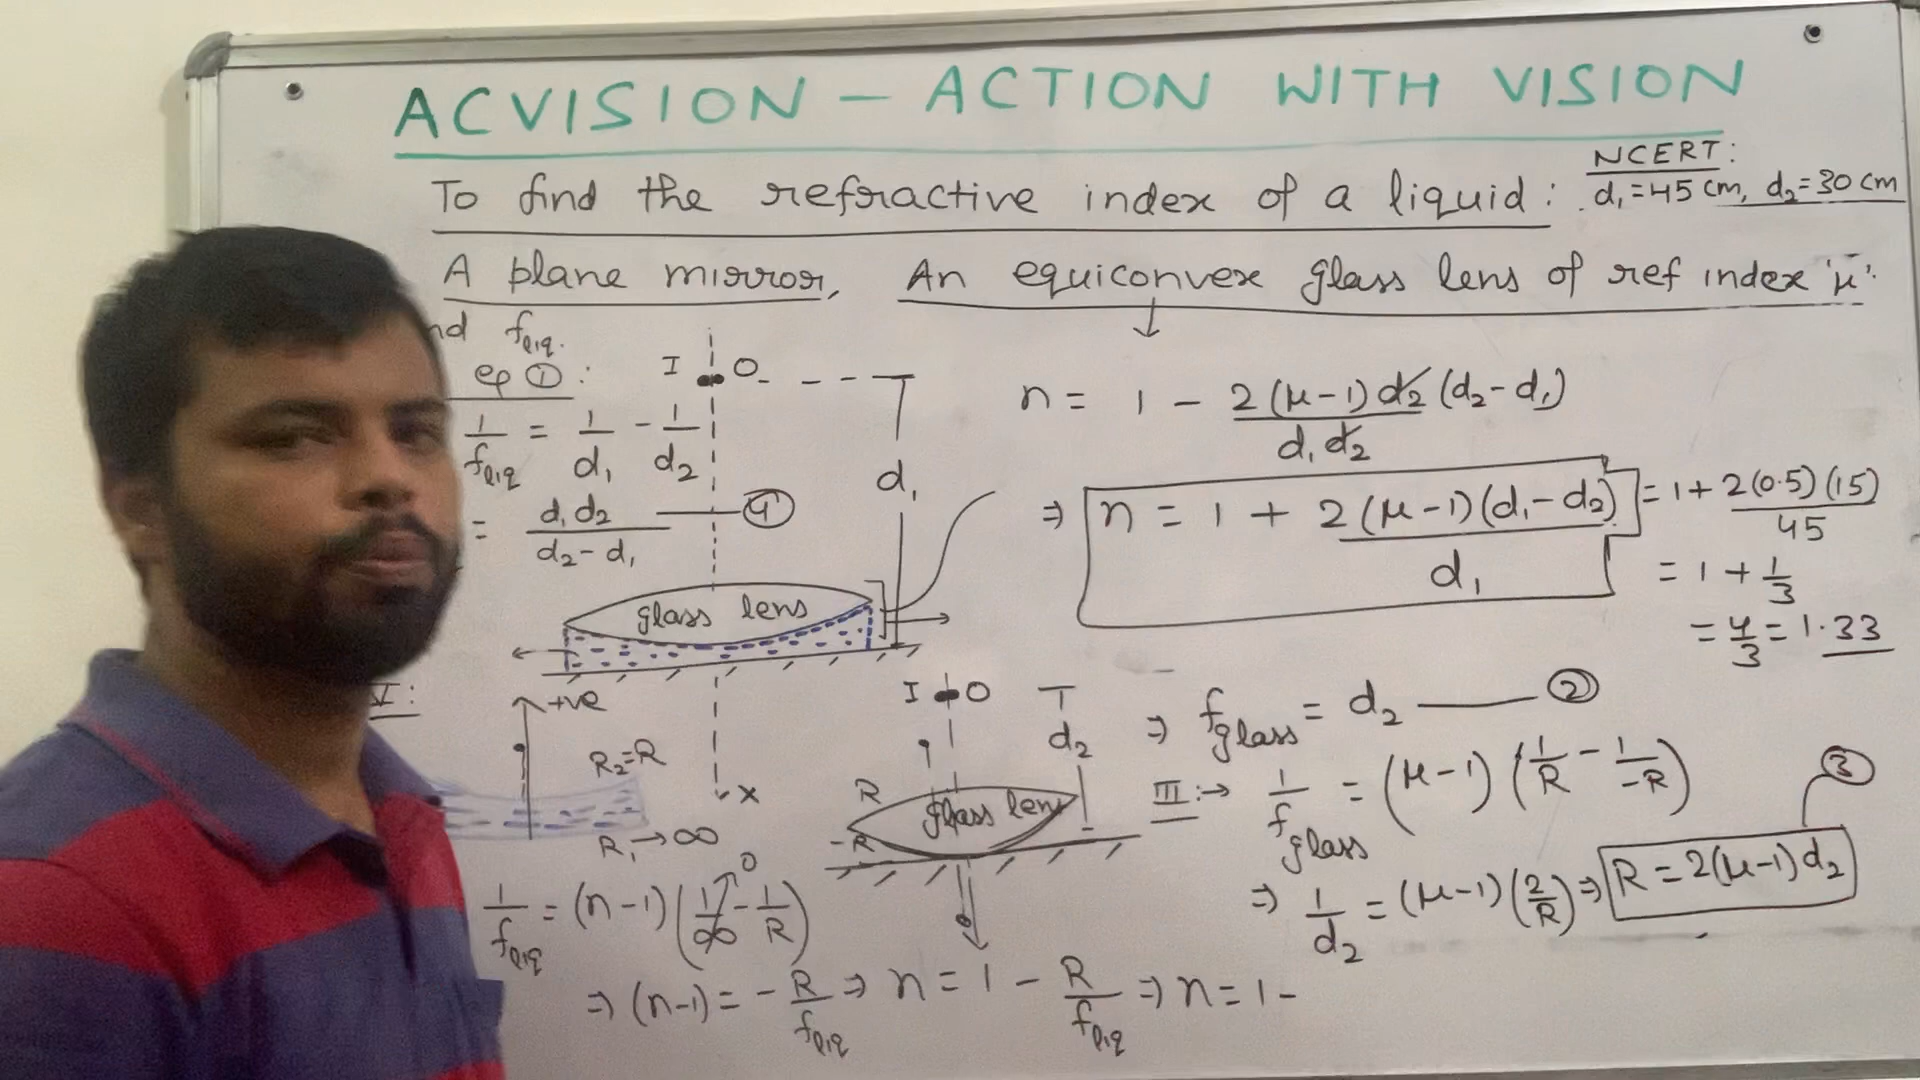 ACVISION – ACTION WITH VISION
NCERT:
To find the refractive index of a liquid: d₁=45 cm, d₂=30 cm
A plane mirror, An equiconvex glass lens of ref index 'μ'.
nd f_liq.
ep ①:
I O
1/f_liq = 1/d₁ - 1/d₂
= d₁d₂/(d₂-d₁) — ④
d₁
glass lens
n = 1 - 2(μ-1)d₂(d₂-d₁)/d₁d₂
⇒ n = 1 + 2(μ-1)(d₁-d₂)/d₁ = 1 + 2(0.5)(15)/45
= 1 + 1/3
= 4/3 = 1.33
V:
+ve
R₂=R
R₁→∞
x
I O
d₂
R
glass lens
-R
⇒ f_glass = d₂ — ②
III:→ 1/f_glass = (μ-1)(1/R - 1/-R)
③
⇒ 1/d₂ = (μ-1)(2/R) ⇒ R = 2(μ-1)d₂
1/f_liq = (n-1)(1/∞ - 1/R)
0
⇒ (n-1) = -R/f_liq ⇒ n = 1 - R/f_liq ⇒ n = 1 -